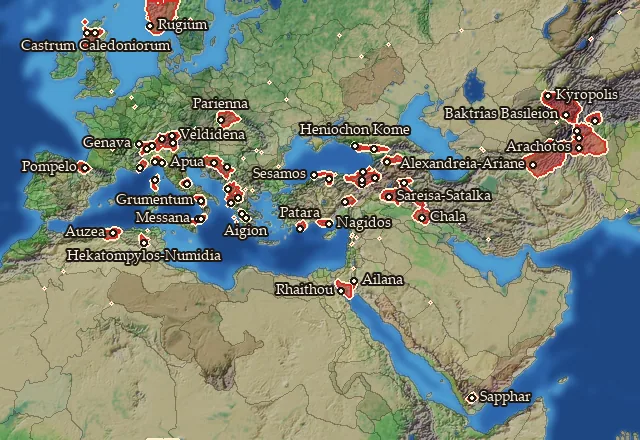 Rugium
Castrum Caledoniorum
Kyropolis
Parienna
Baktrias Basileion
Veldidena
Heniochon Kome
Genava
Arachotos
Apua
Alexandreia-Ariane
Pompelo
Sesamos
Sareisa-Satalka
Grumentum
Patara
Messana
Chala
Nagidos
Auzea
Aigion
Hekatompylos-Numidia
Ailana
Rhaithou
Sapphar